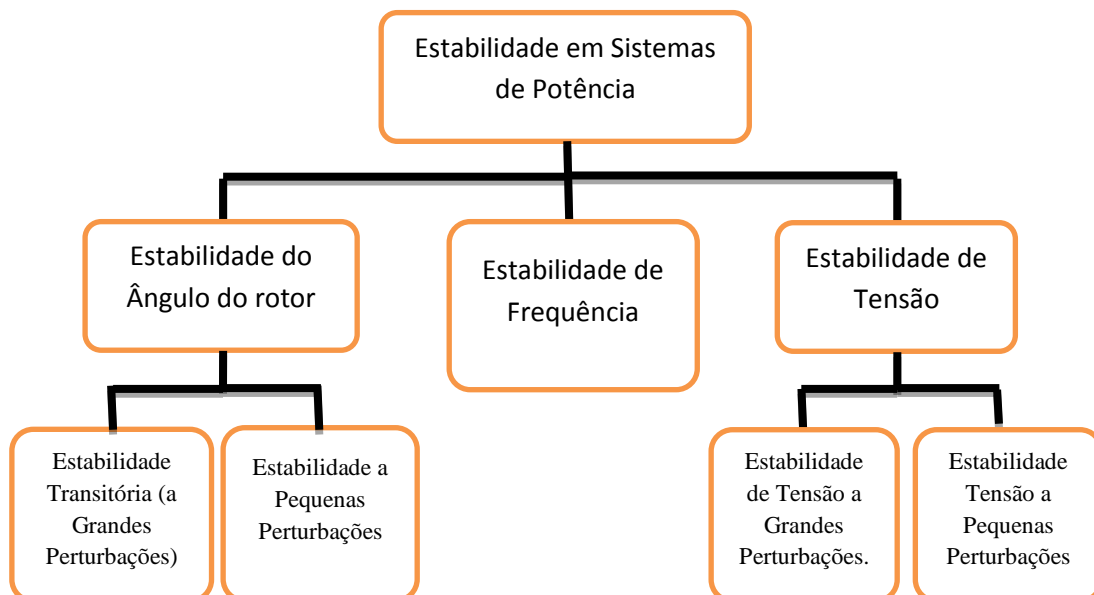 Estabilidade em Sistemas
de Potência
Estabilidade do
Ângulo do rotor
Estabilidade de
Frequência
Estabilidade de
Tensão
Estabilidade
Transitória (a
Grandes
Perturbações)
Estabilidade a
Pequenas
Perturbações
Estabilidade
de Tensão a
Grandes
Perturbações.
Estabilidade
Tensão a
Pequenas
Perturbações